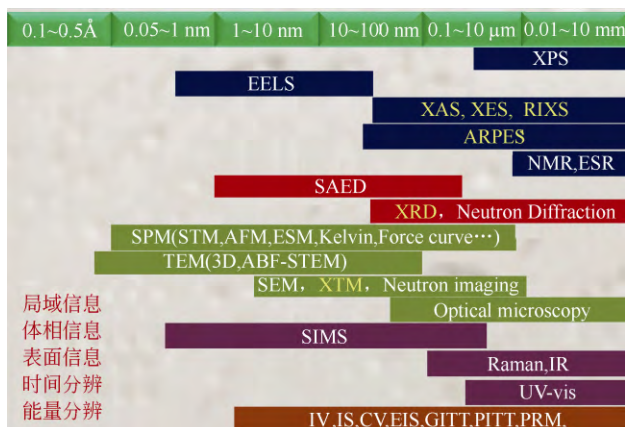 0.1~0.5Å 0.05~1 nm 1~10 nm 10~100 nm 0.1~10 μm 0.01~10 mm
XPS
EELS
XAS, XES, RIXS
ARPES
NMR,ESR
SAED
XRD，Neutron Diffraction
SPM(STM,AFM,ESM,Kelvin,Force curve…)
TEM(3D,ABF-STEM)
SEM，XTM，Neutron imaging
Optical microscopy
SIMS
Raman,IR
UV-vis
IV,IS,CV,EIS,GITT,PITT,PRM,
局域信息
体相信息
表面信息
时间分辨
能量分辨